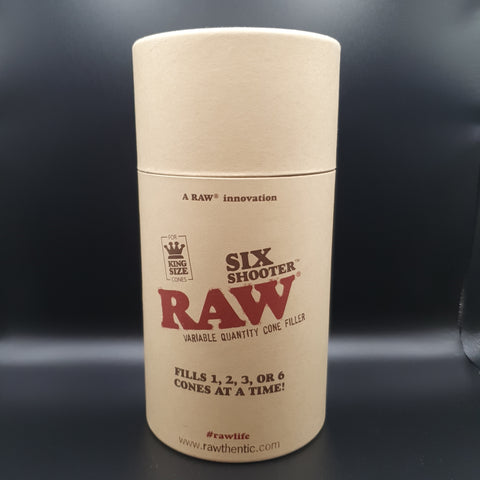 A RAW® innovation
FOR
KING
SIZE
CONES
SIX
SHOOTER™
RAW®
VARIABLE QUANTITY CONE FILLER
FILLS 1, 2, 3, OR 6
CONES AT A TIME!
#rawlife
www.rawthentic.com